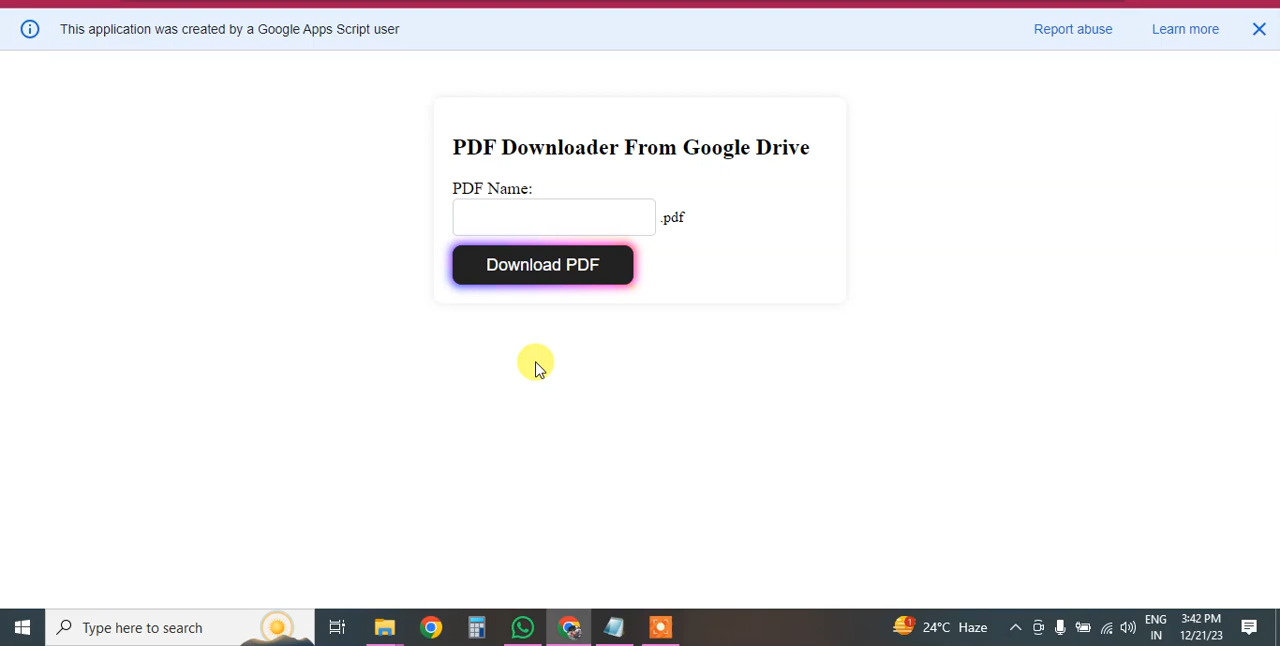 This application was created by a Google Apps Script user
Report abuse
Learn more
PDF Downloader From Google Drive
PDF Name:
.pdf
Download PDF
Type here to search
1
24°C Haze
ENG
IN
3:42 PM
12/21/23